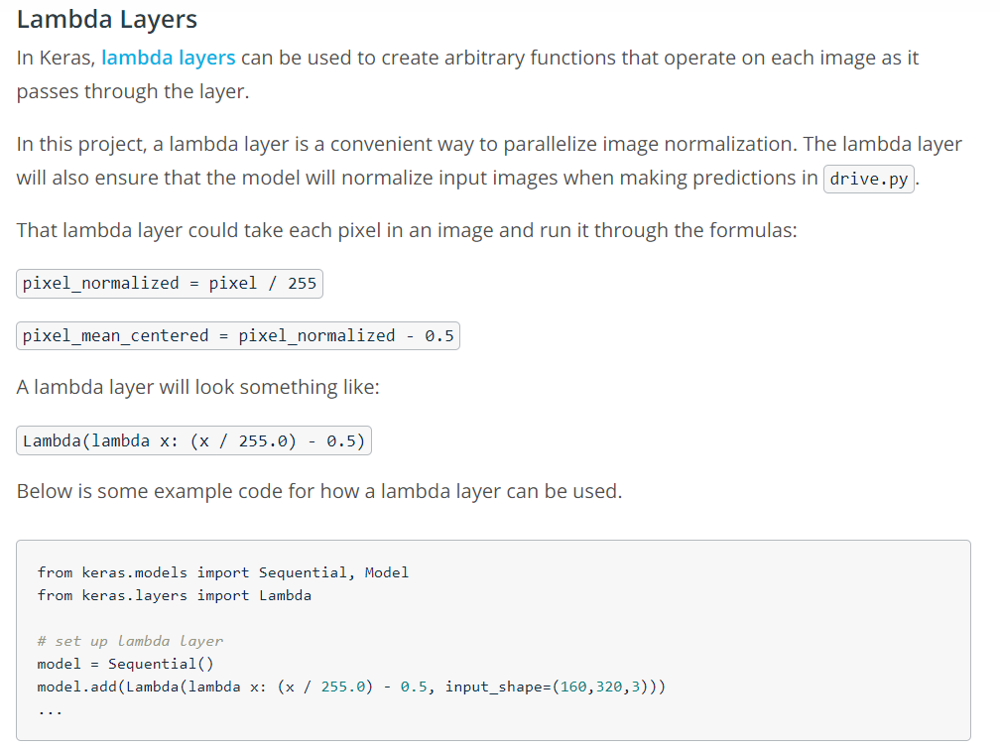 Lambda Layers
In Keras, lambda layers can be used to create arbitrary functions that operate on each image as it
passes through the layer.
In this project, a lambda layer is a convenient way to parallelize image normalization. The lambda layer
will also ensure that the model will normalize input images when making predictions in drive.py.
That lambda layer could take each pixel in an image and run it through the formulas:
pixel_normalized = pixel / 255
pixel_mean_centered = pixel_normalized - 0.5
A lambda layer will look something like:
Lambda(lambda x: (x / 255.0) - 0.5)
Below is some example code for how a lambda layer can be used.
from keras.models import Sequential, Model
from keras.layers import Lambda
# set up lambda layer
model = Sequential()
model.add(Lambda(lambda x: (x / 255.0) - 0.5, input_shape=(160,320,3)))
...